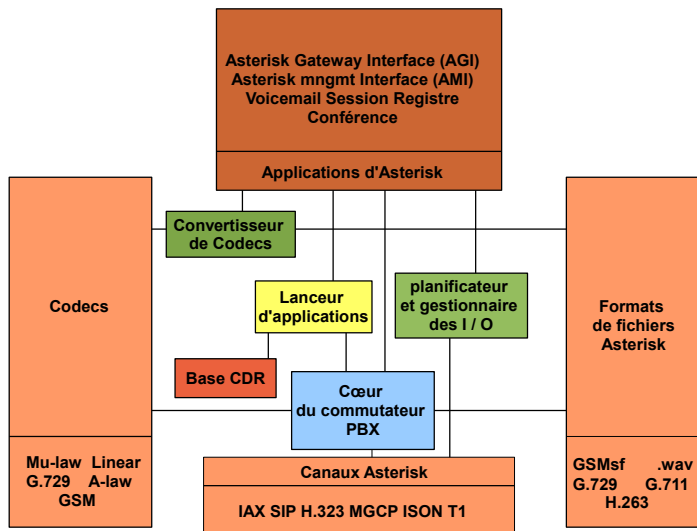 Asterisk Gateway Interface (AGI)
Asterisk mngmt Interface (AMI)
Voicemail Session Registre
Conférence
Applications d'Asterisk
Convertisseur
de Codecs
Codecs
Lanceur
d'applications
planificateur
et gestionnaire
des I / O
Formats
de fichiers
Asterisk
Base CDR
Cœur
du commutateur
PBX
Mu-law Linear
G.729 A-law
GSM
Canaux Asterisk
IAX SIP H.323 MGCP ISON T1
GSMsf .wav
G.729 G.711
H.263